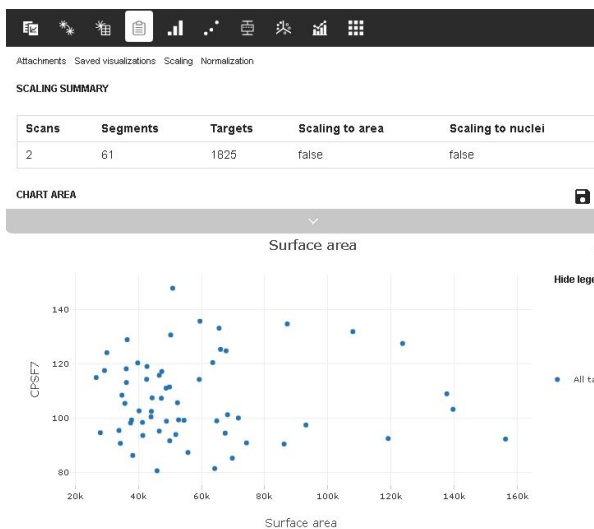 Attachments Saved visualizations Scaling Normalization
SCALING SUMMARY
Scans Segments Targets Scaling to area Scaling to nuclei
2 61 1825 false false
CHART AREA
Surface area
Hide lege
140
120
100
80
CPSF7
All ta
20k 40k 60k 80k 100k 120k 140k 160k
Surface area